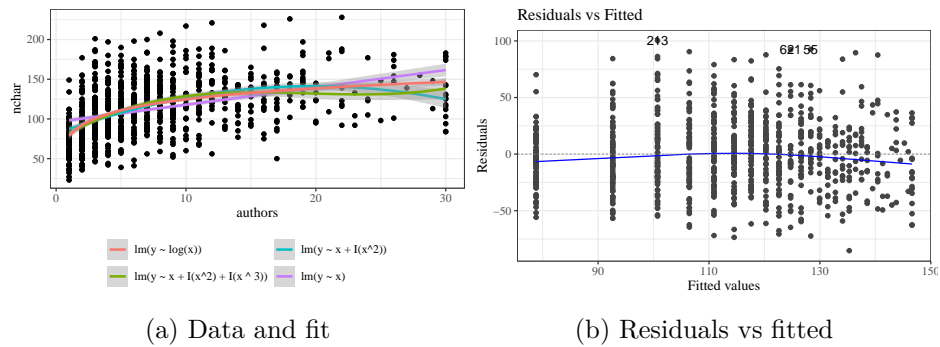 200
150
100
50
nchar
0
10
20
30
authors
lm(y ~ log(x))
lm(y ~ x + I(x^2))
lm(y ~ x + I(x^2) + I(x ^ 3))
lm(y ~ x)
(a) Data and fit
Residuals vs Fitted
100
50
0
−50
Residuals
213
155
90
110
130
150
Fitted values
(b) Residuals vs fitted